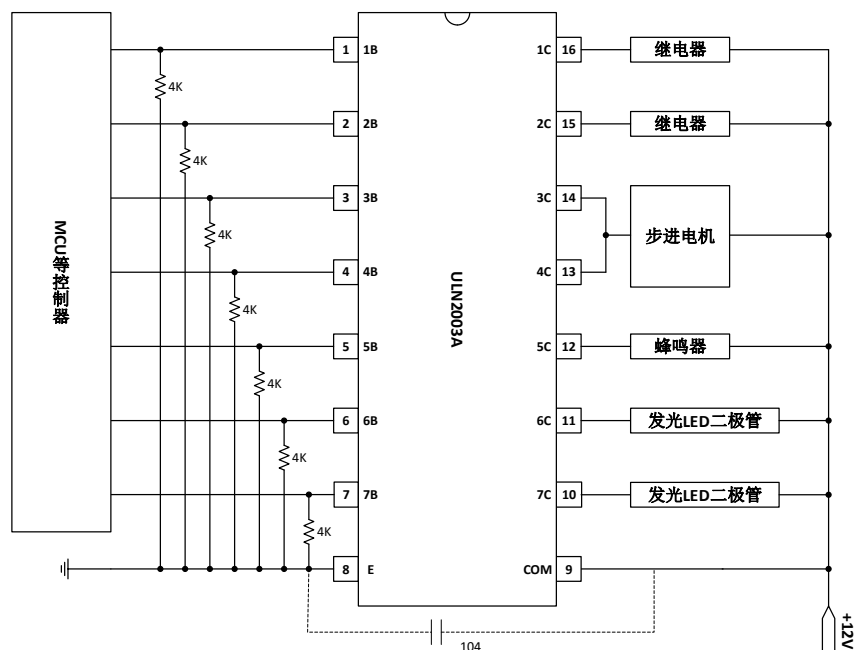 1 1B 1C 16 继电器
4K
2 2B 2C 15 继电器
4K
3 3B 3C 14
4K
步进电机
4 4B 4C 13
4K
MCU等控制器
ULN2003A
5 5B 5C 12 蜂鸣器
4K
6 6B 6C 11 发光LED二极管
4K
7 7B 7C 10 发光LED二极管
4K
8 E COM 9
104
+12V